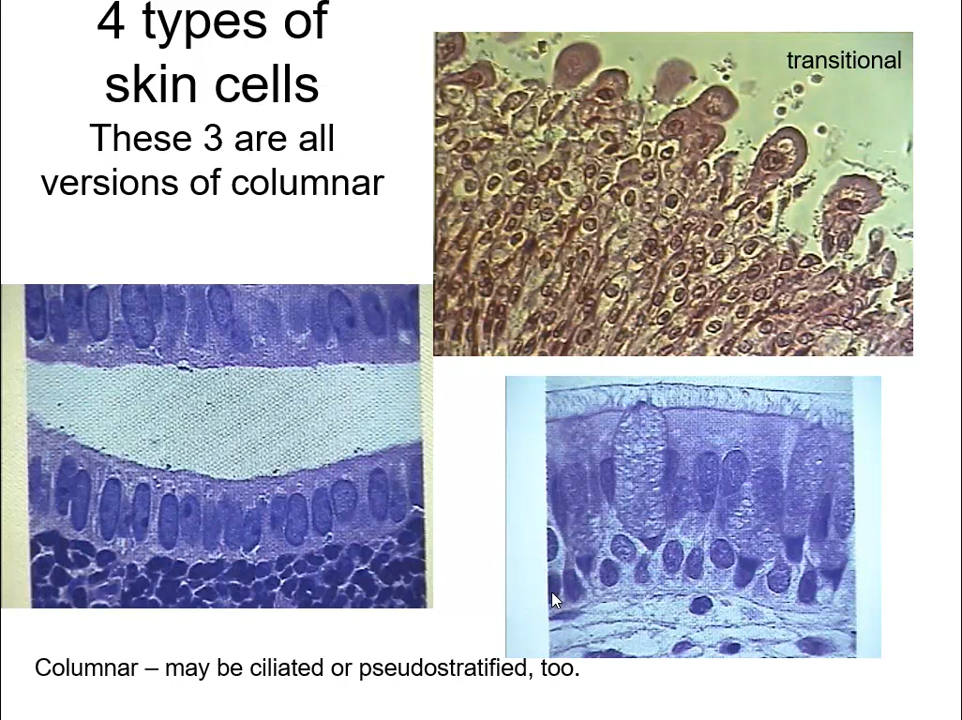 4 types of
skin cells
These 3 are all
versions of columnar
transitional
Columnar – may be ciliated or pseudostratified, too.